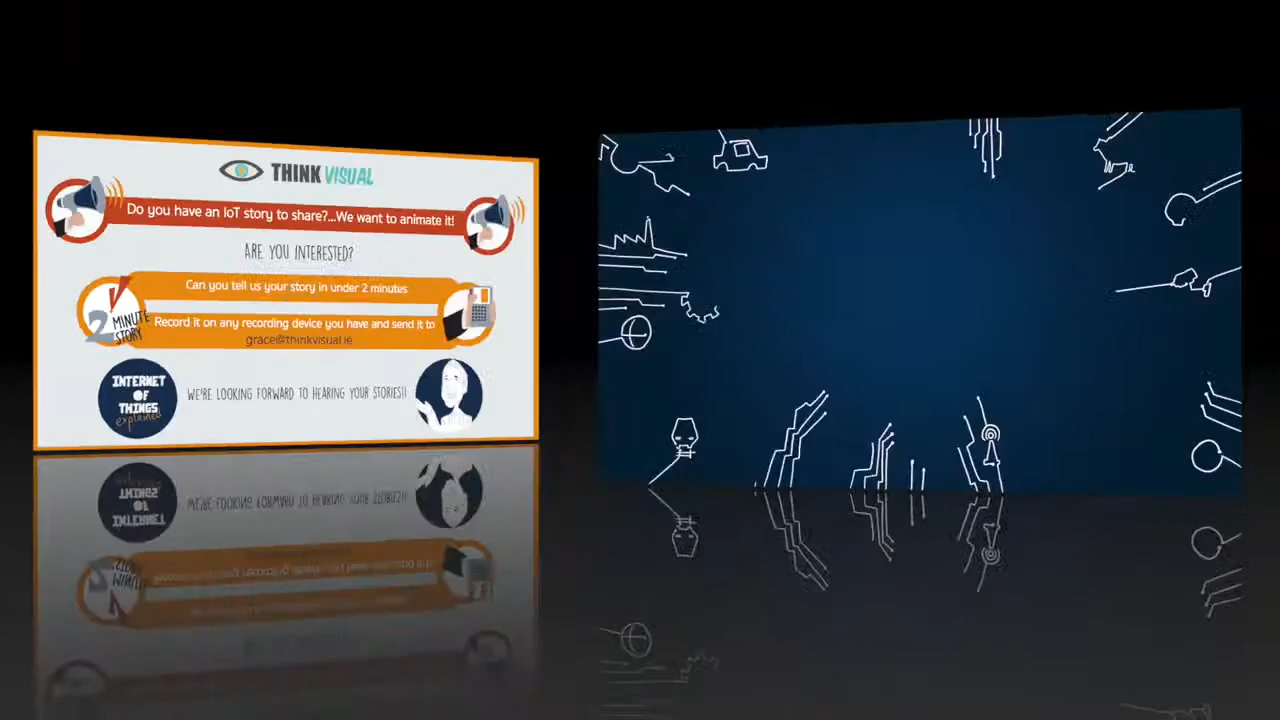 THINK VISUAL
Do you have an IoT story to share?...We want to animate it!
ARE YOU INTERESTED?
Can you tell us your story in under 2 minutes
2 MINUTE STORY
Record it on any recording device you have and send it to
grace@thinkvisual.ie
INTERNET
OF
THINGS
explained
WE'RE LOOKING FORWARD TO HEARING YOUR STORIES!!